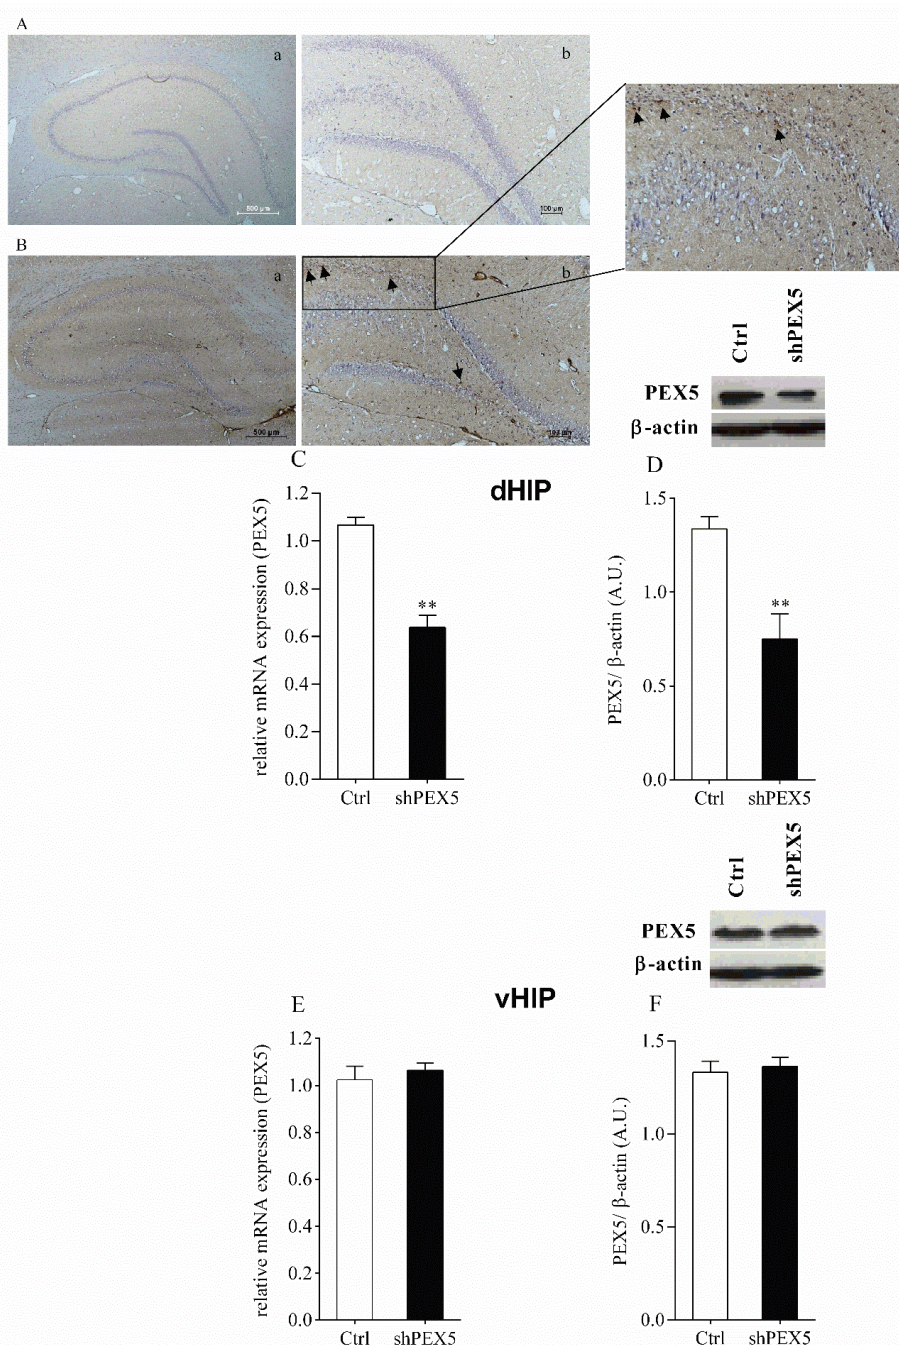 A
a
500 µm
b
100 µm
B
a
500 µm
b
Ctrl
shPEX5
PEX5
β-actin
C
dHIP
relative mRNA expression (PEX5)
1.2
1.0
0.8
0.6
0.4
0.2
0.0
**
Ctrl
shPEX5
D
PEX5/ β-actin (A.U.)
1.5
1.0
0.5
0.0
**
Ctrl
shPEX5
Ctrl
shPEX5
PEX5
β-actin
vHIP
E
relative mRNA expression (PEX5)
1.2
1.0
0.8
0.6
0.4
0.2
0.0
Ctrl
shPEX5
F
PEX5/ β-actin (A.U.)
1.5
1.0
0.5
0.0
Ctrl
shPEX5